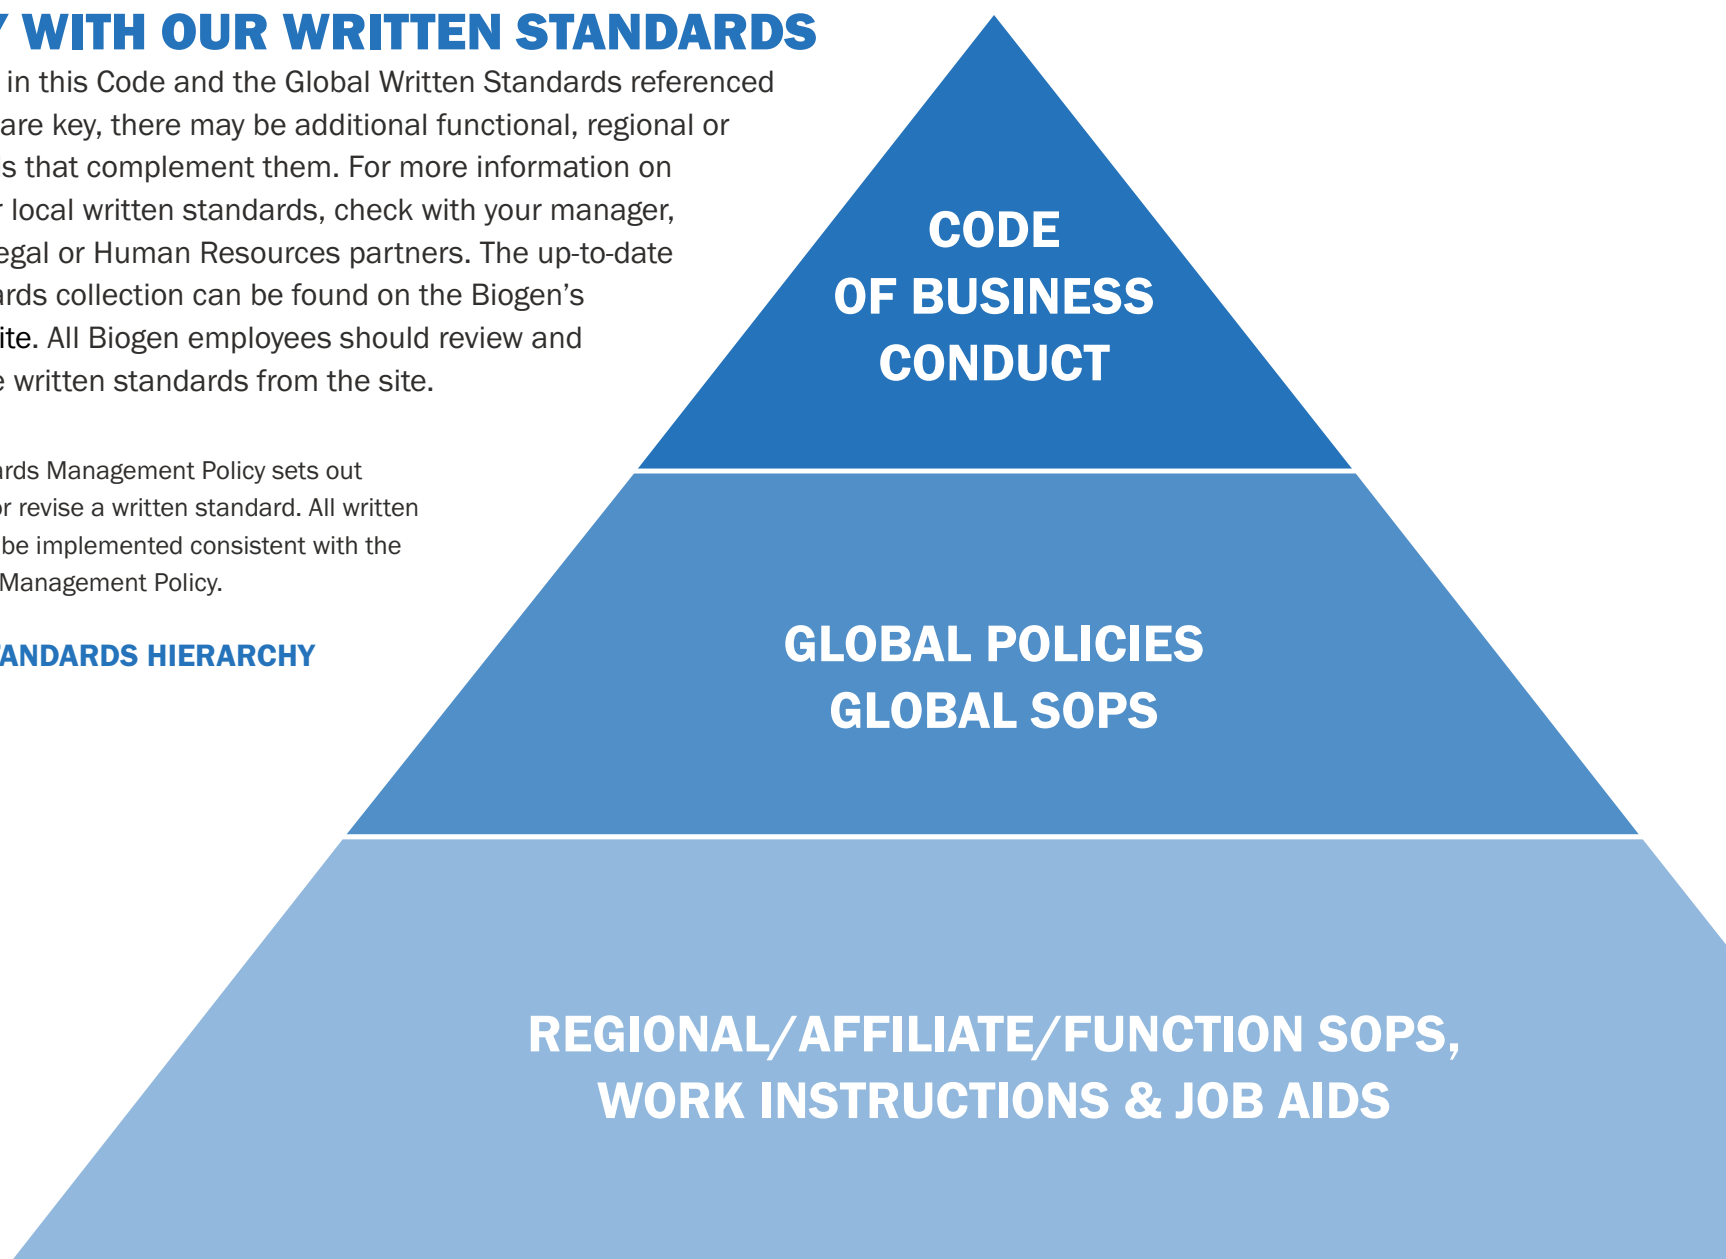 WITH OUR WRITTEN STANDARDS
in this Code and the Global Written Standards referenced
are key, there may be additional functional, regional or
that complement them. For more information on
local written standards, check with your manager,
egal or Human Resources partners. The up-to-date
ards collection can be found on the Biogen's
ite. All Biogen employees should review and
written standards from the site.
ards Management Policy sets out
or revise a written standard. All written
be implemented consistent with the
Management Policy.
TANDARDS HIERARCHY
CODE
OF BUSINESS
CONDUCT
GLOBAL POLICIES
GLOBAL SOPS
REGIONAL/AFFILIATE/FUNCTION SOPS,
WORK INSTRUCTIONS & JOB AIDS